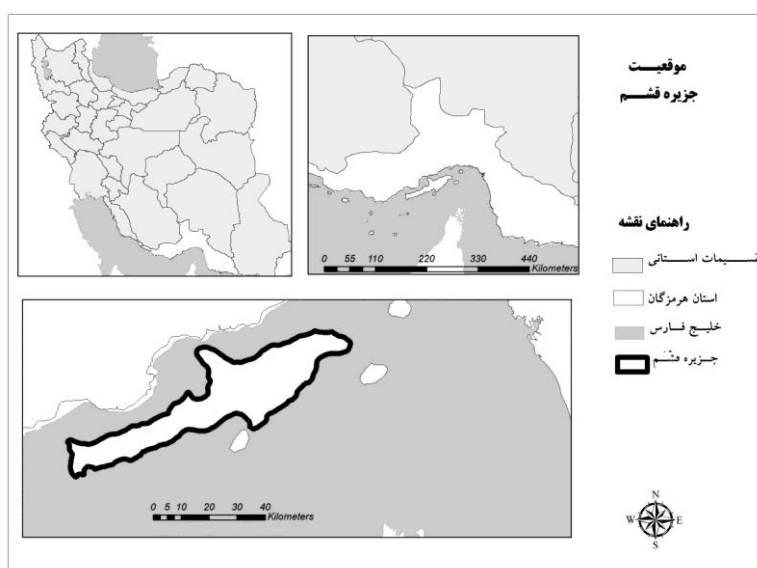 موقعیت
جزیره قشم
راهنمای نقشه
تقسیمات استانی
استان هرمزگان
خلیج فارس
جزیره قشم
0 55 110 220 330 440
Kilometers
0 5 10 20 30 40
Kilometers
N
W E
S